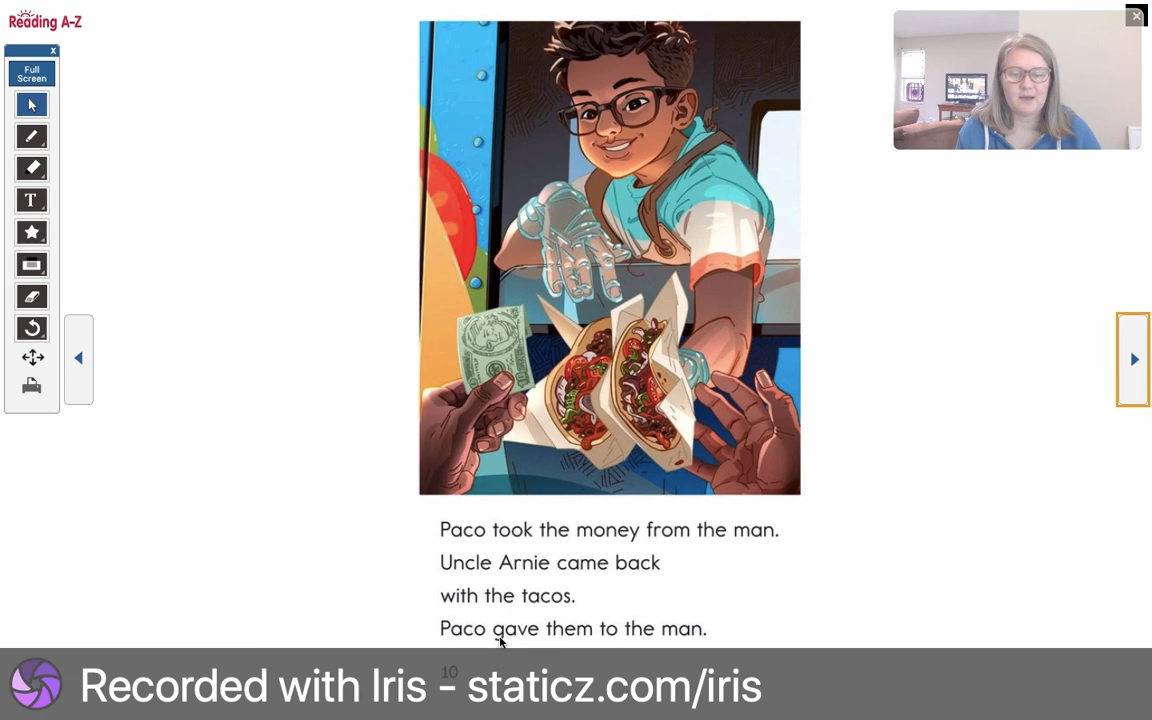 Reading A-Z
x
Full
Screen
T
Paco took the money from the man.
Uncle Arnie came back
with the tacos.
Paco gave them to the man.
10
Recorded with Iris - staticz.com/iris